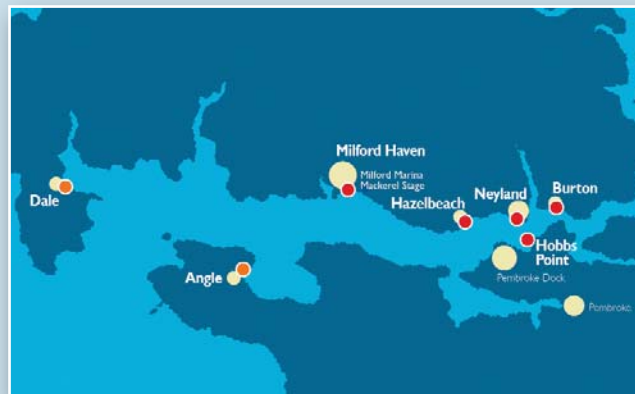 Milford Haven
Milford Marina
Mackerel Stage
Dale
Hazelbeach
Neyland
Burton
Hobbs
Point
Angle
Pembroke Dock
Pembroke